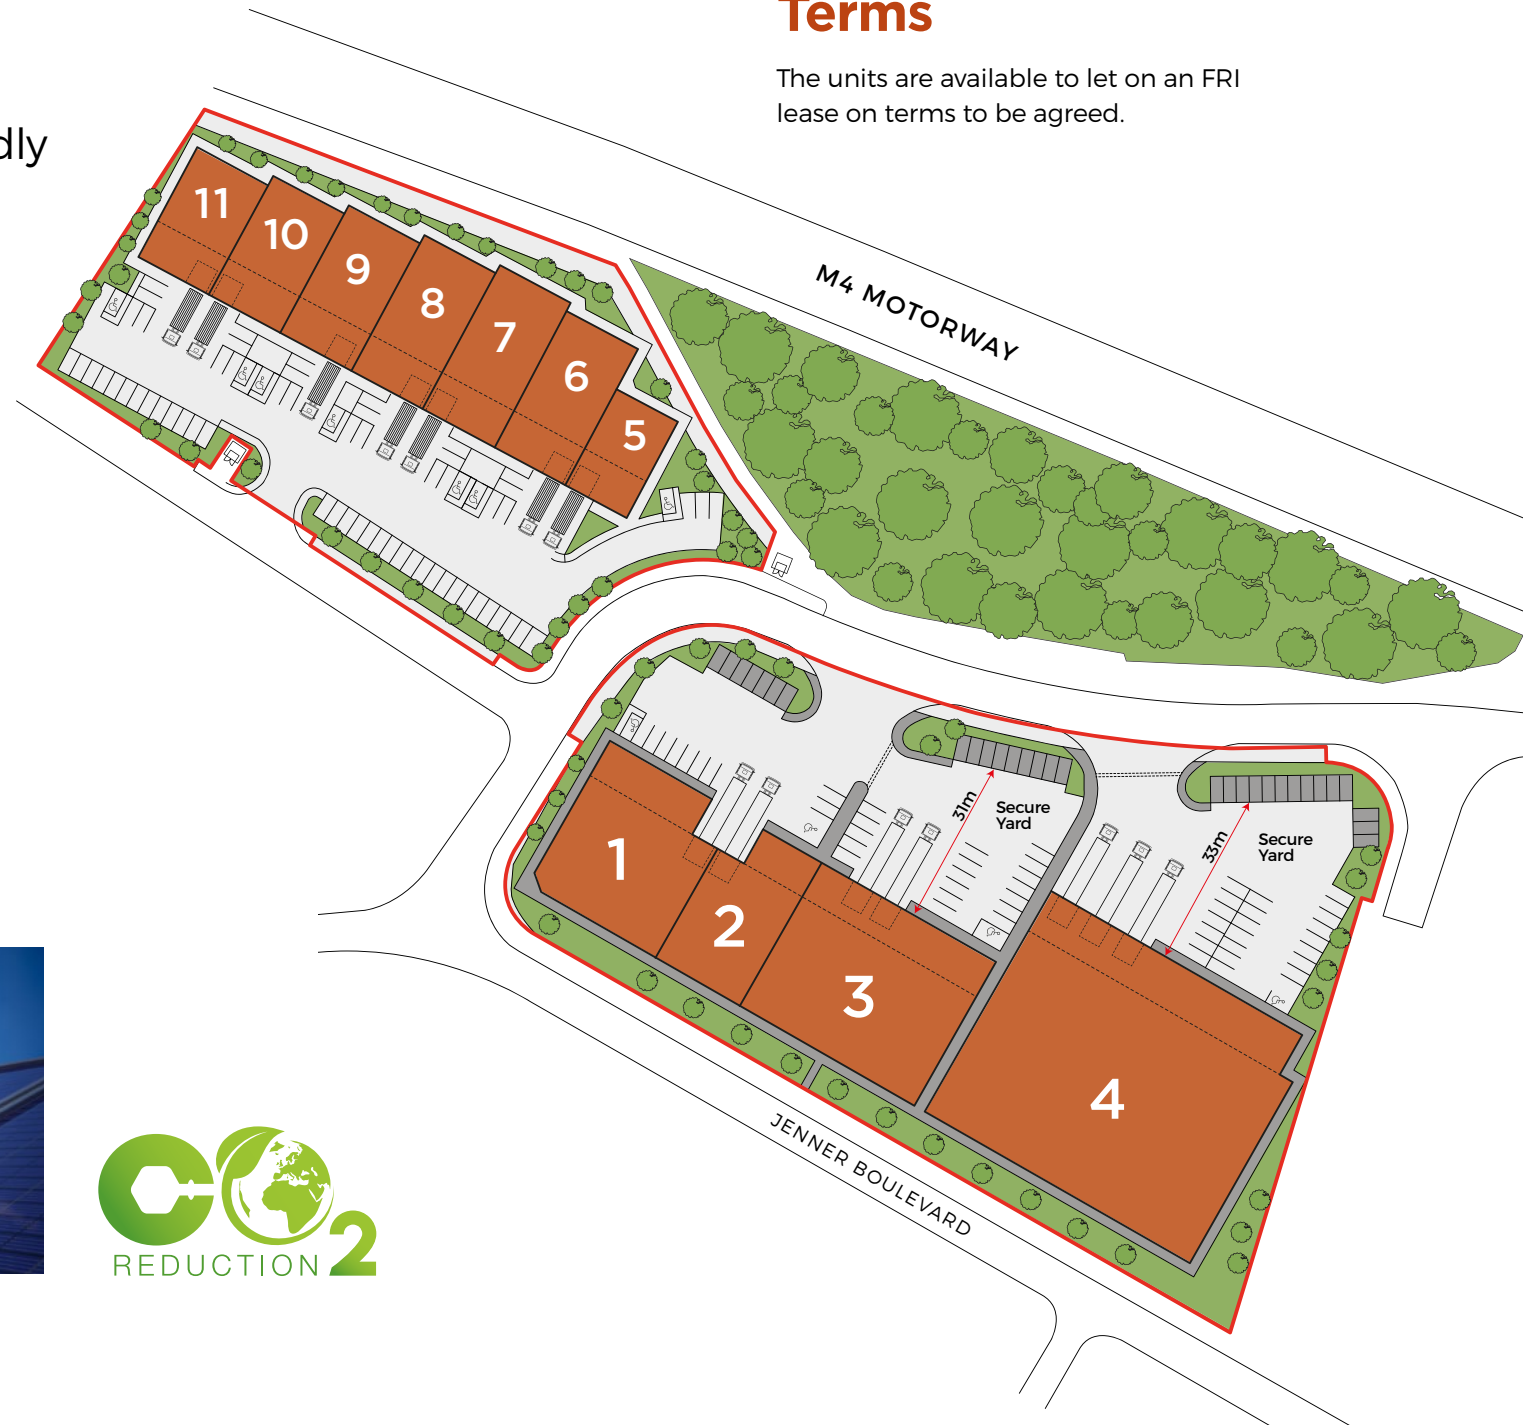 Terms
The units are available to let on an FRI
lease on terms to be agreed.
dly
M4 MOTORWAY
11
10
9
8
7
6
5
31m
Secure
Yard
33m
Secure
Yard
1
2
3
4
JENNER BOULEVARD
CO2
REDUCTION